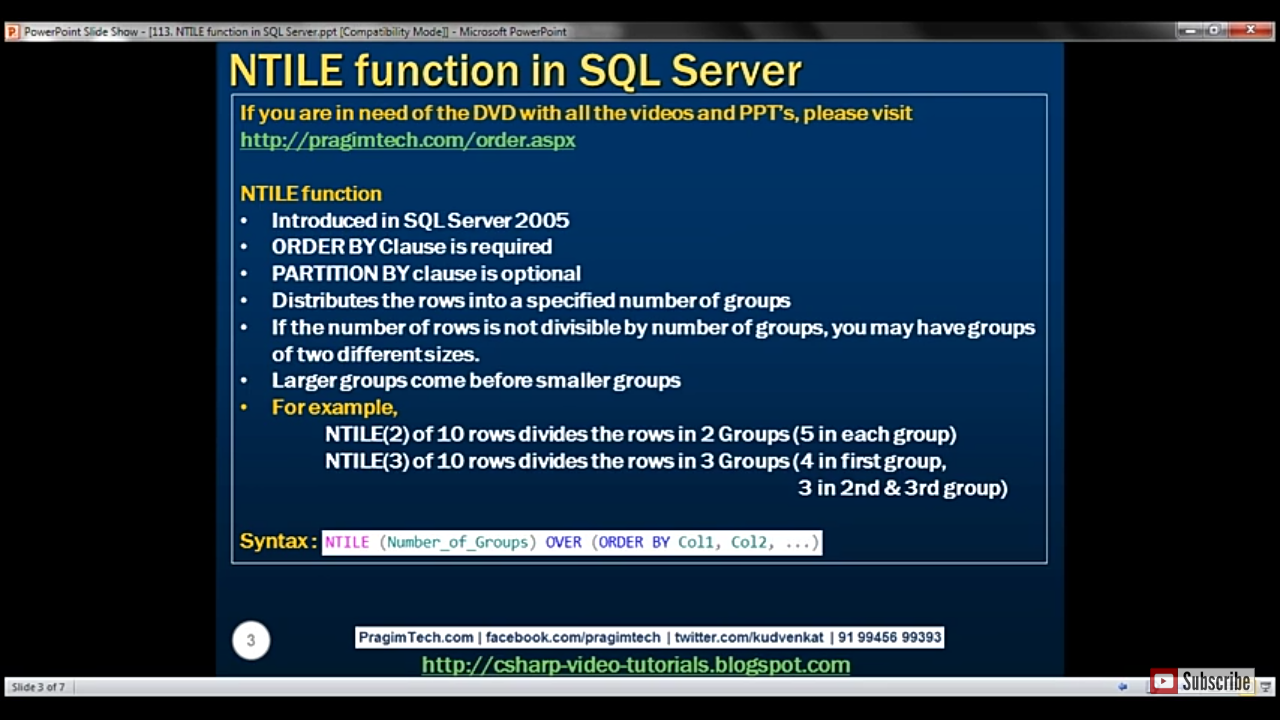 PowerPoint Slide Show - [113. NTILE function in SQL Server.ppt [Compatibility Mode]] - Microsoft PowerPoint
NTILE function in SQL Server
If you are in need of the DVD with all the videos and PPT's, please visit
http://pragimtech.com/order.aspx
NTILE function
• Introduced in SQL Server 2005
• ORDER BY Clause is required
• PARTITION BY clause is optional
• Distributes the rows into a specified number of groups
• If the number of rows is not divisible by number of groups, you may have groups
of two different sizes.
• Larger groups come before smaller groups
• For example,
NTILE(2) of 10 rows divides the rows in 2 Groups (5 in each group)
NTILE(3) of 10 rows divides the rows in 3 Groups (4 in first group,
3 in 2nd & 3rd group)
Syntax : NTILE (Number_of_Groups) OVER (ORDER BY Col1, Col2, ...)
3
PragimTech.com | facebook.com/pragimtech | twitter.com/kudvenkat | 91 99456 99393
http://csharp-video-tutorials.blogspot.com
Slide 3 of 7
Subscribe